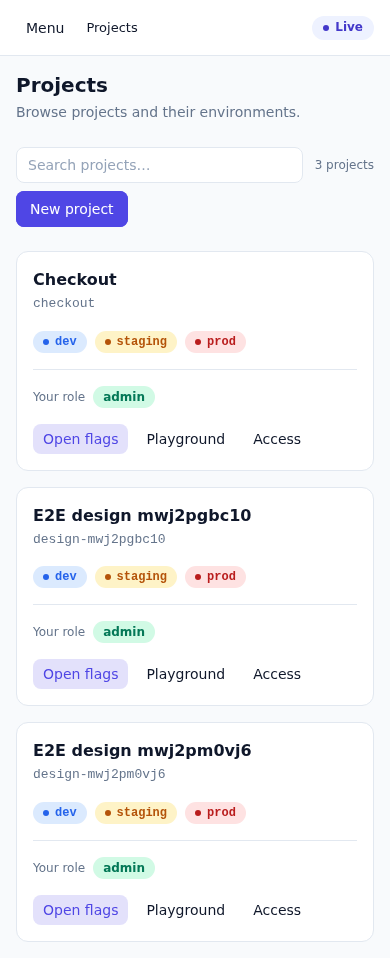 Menu Projects Live
Projects
Browse projects and their environments.
Search projects... 3 projects
New project
Checkout
checkout
dev staging prod
Your role admin
Open flags Playground Access
E2E design mwj2pgbc10
design-mwj2pgbc10
dev staging prod
Your role admin
Open flags Playground Access
E2E design mwj2pm0vj6
design-mwj2pm0vj6
dev staging prod
Your role admin
Open flags Playground Access